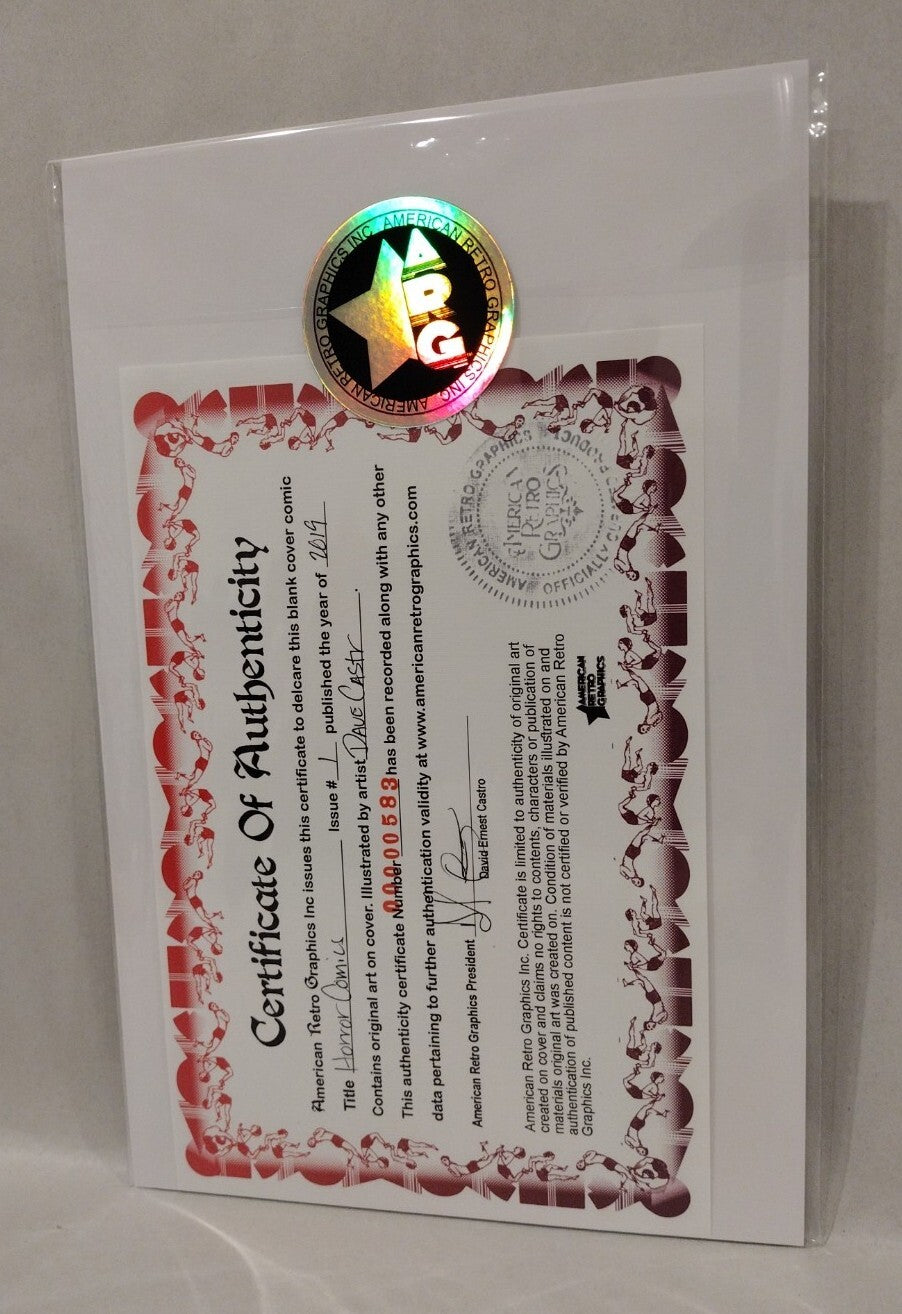 AMERICAN RETRO GRAPHICS INC. AMERICAN RETRO GRAPHICS INC.
ARG
Certificate Of Authenticity
American Retro Graphics Inc issues this certificate to delcare this blank cover comic
Title Horror Comics Issue # 1 published the year of 2019
Contains original art on cover. Illustrated by artist Dave Castr.
This authenticity certificate Number 0000583 has been recorded along with any other
data pertaining to further authentication validity at www.americanretrographics.com
American Retro Graphics President
David Ernest Castro
AMERICAN RETRO GRAPHICS
OFFICIALLY
AMERICAN
RETRO
GRAPHICS
American Retro Graphics Inc. Certificate is limited to authenticity of original art
created on cover and claims no rights to contents, characters or publication of
materials original art was created on. Condition of materials illustrated on and
authentication of published content is not certified or verified by American Retro
Graphics Inc.
AMERICAN
RETRO
GRAPHICS